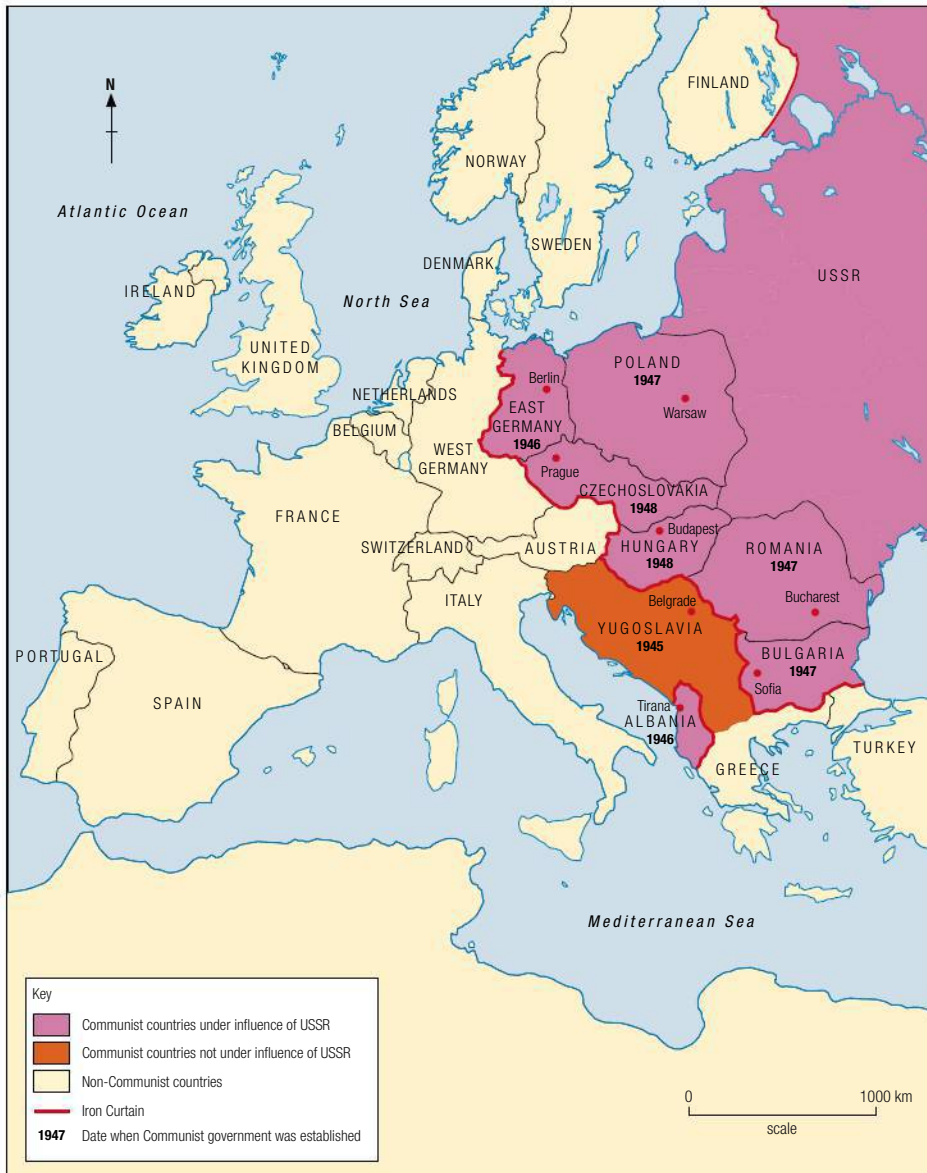 N
FINLAND
NORWAY
Atlantic Ocean
SWEDEN
DENMARK
USSR
IRELAND
North Sea
UNITED
KINGDOM
POLAND
1947
Berlin
NETHERLANDS
Warsaw
EAST
GERMANY
1946
BELGIUM
WEST
GERMANY
Prague
CZECHOSLOVAKIA
1948
FRANCE
Budapest
SWITZERLAND
AUSTRIA
HUNGARY
1948
ROMANIA
1947
ITALY
Belgrade
Bucharest
YUGOSLAVIA
1945
PORTUGAL
BULGARIA
1947
Sofia
SPAIN
Tirana
ALBANIA
1946
TURKEY
GREECE
Mediterranean Sea
Key
Communist countries under influence of USSR
Communist countries not under influence of USSR
Non-Communist countries
Iron Curtain
1947 Date when Communist government was established
0 1000 km
scale